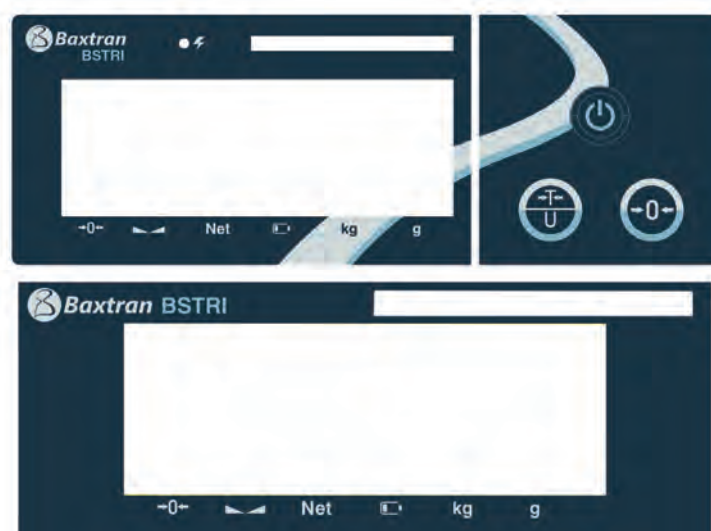 Baxtran
BSTRI
→0← Net kg g
→T←
U
→0←
Baxtran BSTRI
→0← Net kg g